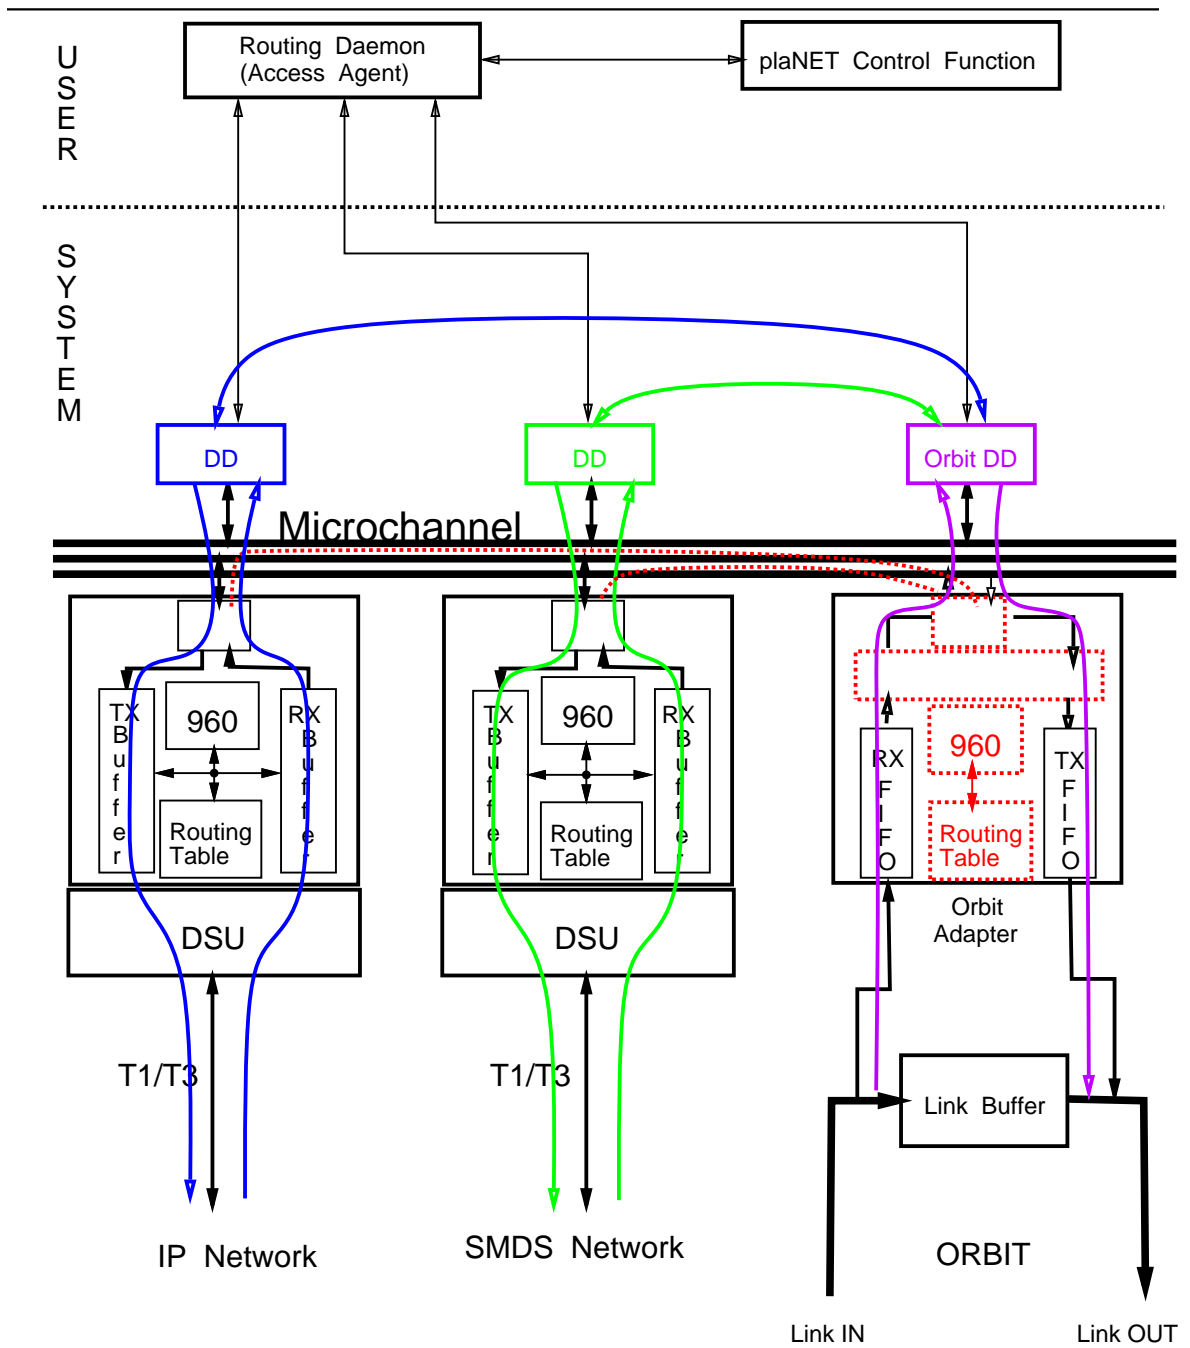 USER
Routing Daemon
(Access Agent)
plaNET Control Function
SYSTEM
DD
DD
Orbit DD
Microchannel
TX Buffer
960
RX Buffer
Routing
Table
TX Buffer
960
RX Buffer
Routing
Table
RX FIFO
960
TX FIFO
Routing
Table
DSU
DSU
Orbit
Adapter
T1/T3
T1/T3
Link Buffer
IP Network
SMDS Network
ORBIT
Link IN
Link OUT